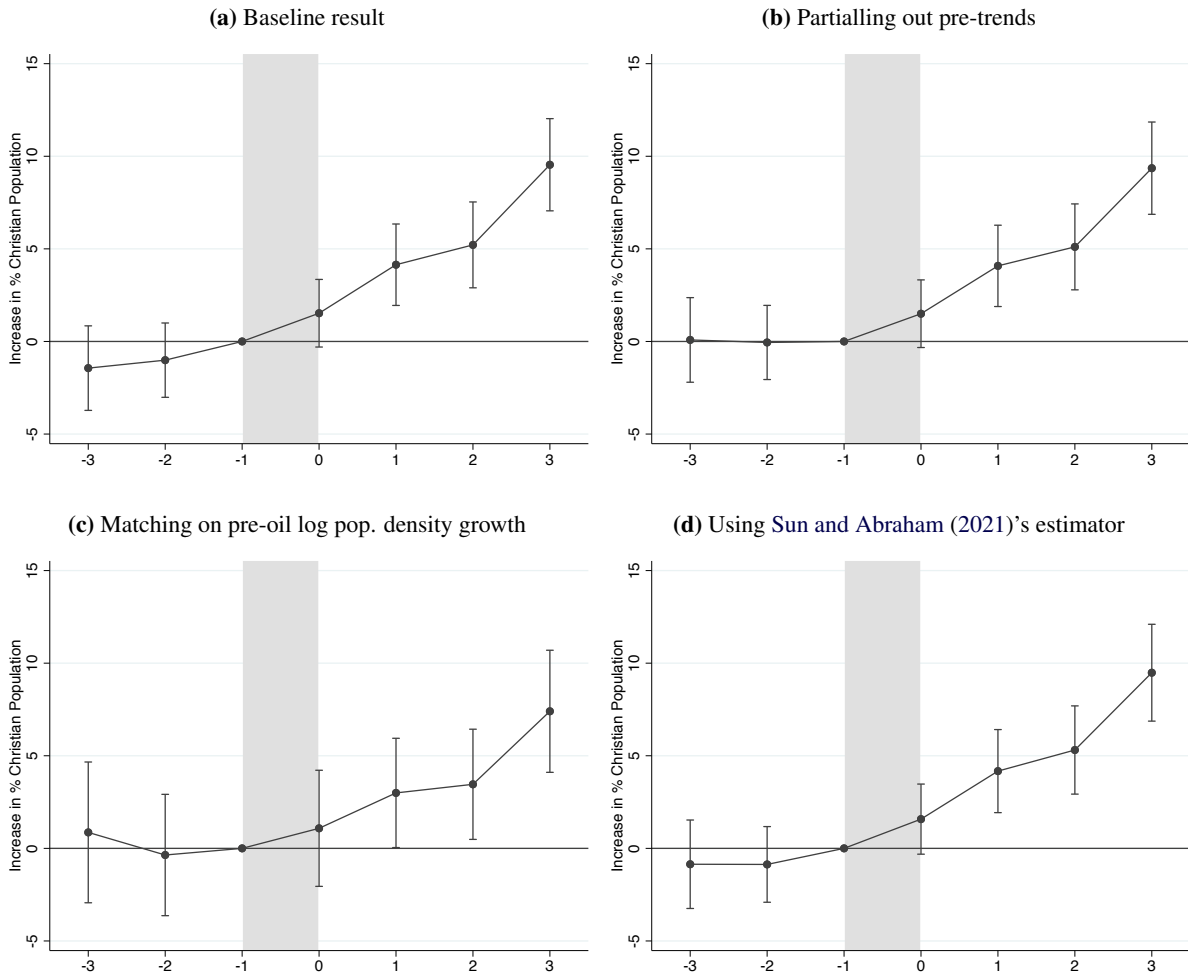 (a) Baseline result
Increase in % Christian Population
15
10
5
0
-5
-3 -2 -1 0 1 2 3
(b) Partialling out pre-trends
Increase in % Christian Population
15
10
5
0
-5
-3 -2 -1 0 1 2 3
(c) Matching on pre-oil log pop. density growth
Increase in % Christian Population
15
10
5
0
-5
-3 -2 -1 0 1 2 3
(d) Using Sun and Abraham (2021)'s estimator
Increase in % Christian Population
15
10
5
0
-5
-3 -2 -1 0 1 2 3